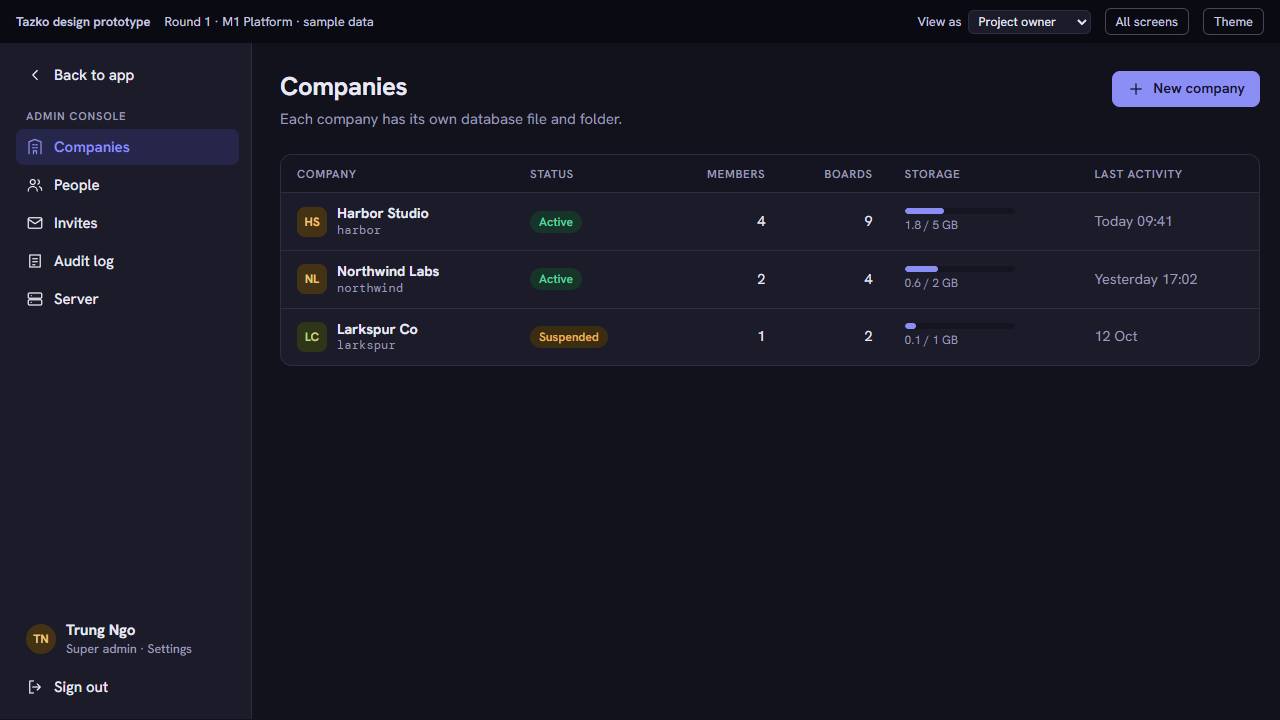 Tazko design prototype Round 1 · M1 Platform · sample data
View as Project owner All screens Theme
Back to app
ADMIN CONSOLE
Companies
People
Invites
Audit log
Server
TN Trung Ngo
Super admin · Settings
Sign out
Companies
Each company has its own database file and folder.
New company
COMPANY STATUS MEMBERS BOARDS STORAGE LAST ACTIVITY
HS Harbor Studio Active 4 9 Today 09:41
harbor 1.8 / 5 GB
NL Northwind Labs Active 2 4 Yesterday 17:02
northwind 0.6 / 2 GB
LC Larkspur Co Suspended 1 2 12 Oct
larkspur 0.1 / 1 GB